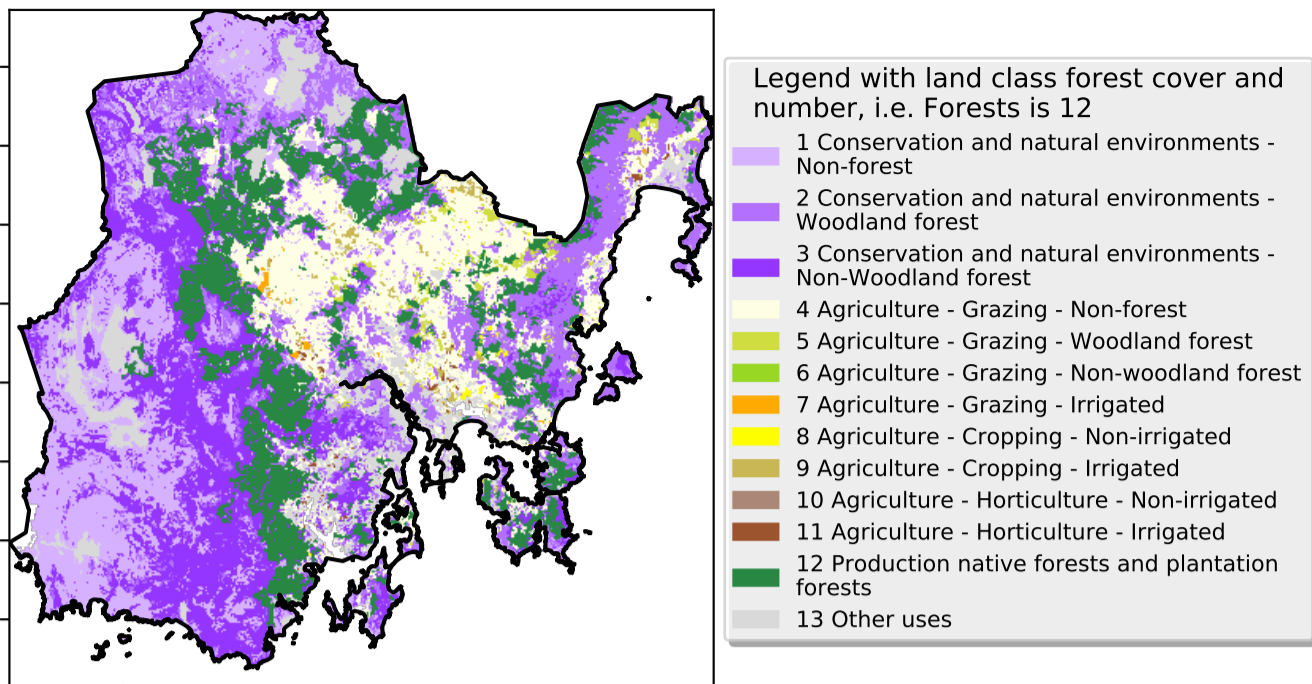 Legend with land class forest cover and
number, i.e. Forests is 12
1 Conservation and natural environments -
Non-forest
2 Conservation and natural environments -
Woodland forest
3 Conservation and natural environments -
Non-Woodland forest
4 Agriculture - Grazing - Non-forest
5 Agriculture - Grazing - Woodland forest
6 Agriculture - Grazing - Non-woodland forest
7 Agriculture - Grazing - Irrigated
8 Agriculture - Cropping - Non-irrigated
9 Agriculture - Cropping - Irrigated
10 Agriculture - Horticulture - Non-irrigated
11 Agriculture - Horticulture - Irrigated
12 Production native forests and plantation
forests
13 Other uses